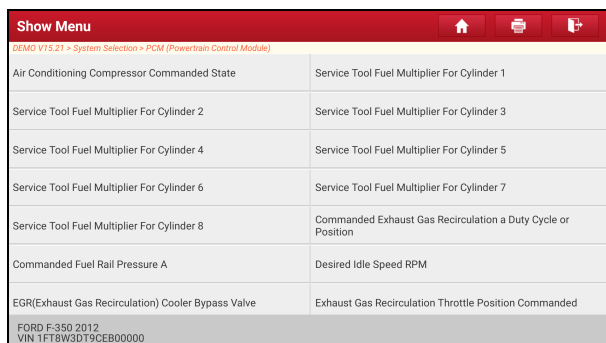 Show Menu
DEMO V15.21 > System Selection > PCM (Powertrain Control Module)
Air Conditioning Compressor Commanded State
Service Tool Fuel Multiplier For Cylinder 1
Service Tool Fuel Multiplier For Cylinder 2
Service Tool Fuel Multiplier For Cylinder 3
Service Tool Fuel Multiplier For Cylinder 4
Service Tool Fuel Multiplier For Cylinder 5
Service Tool Fuel Multiplier For Cylinder 6
Service Tool Fuel Multiplier For Cylinder 7
Service Tool Fuel Multiplier For Cylinder 8
Commanded Exhaust Gas Recirculation a Duty Cycle or
Position
Commanded Fuel Rail Pressure A
Desired Idle Speed RPM
EGR(Exhaust Gas Recirculation) Cooler Bypass Valve
Exhaust Gas Recirculation Throttle Position Commanded
FORD F-350 2012
VIN 1FT8W3DT9CEB00000